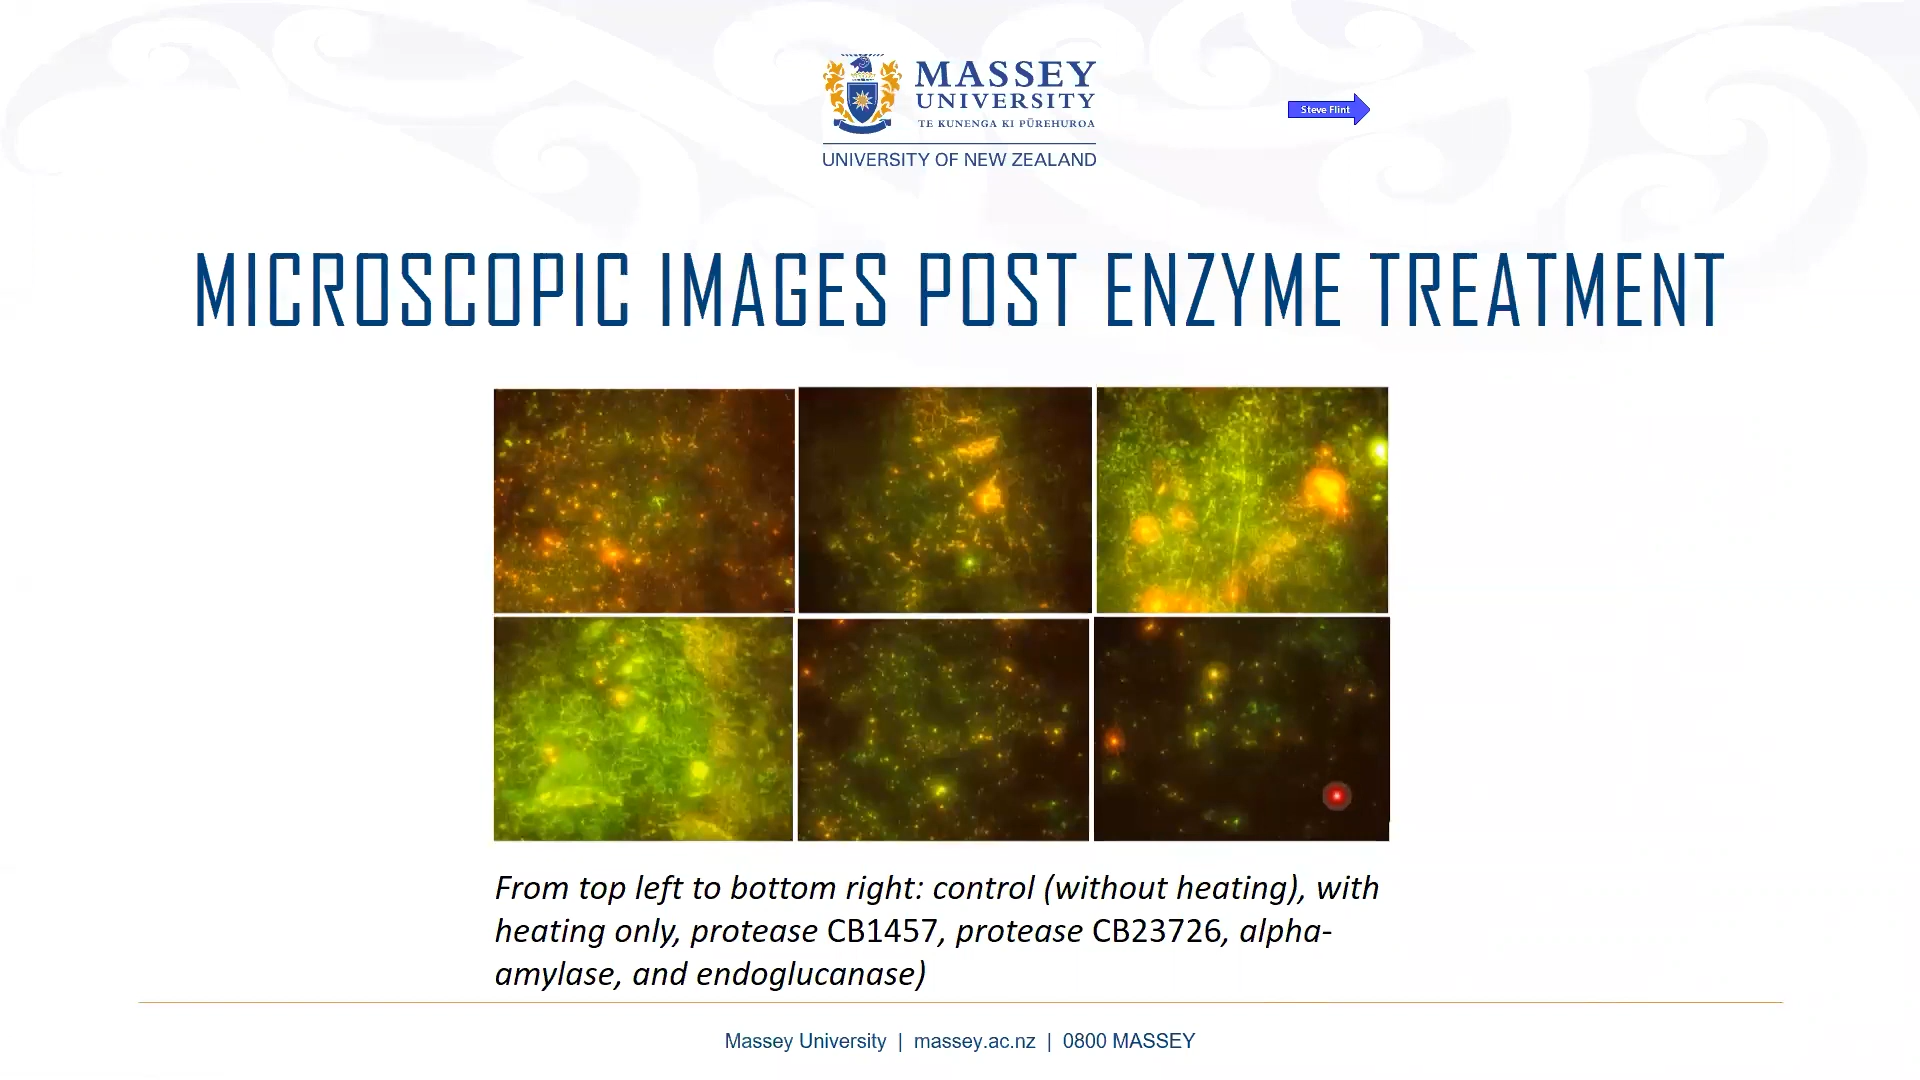 MASSEY
UNIVERSITY
TE KUNENGA KI PŪREHUROA
UNIVERSITY OF NEW ZEALAND
Steve Flint
MICROSCOPIC IMAGES POST ENZYME TREATMENT
From top left to bottom right: control (without heating), with
heating only, protease CB1457, protease CB23726, alpha-
amylase, and endoglucanase)
Massey University | massey.ac.nz | 0800 MASSEY